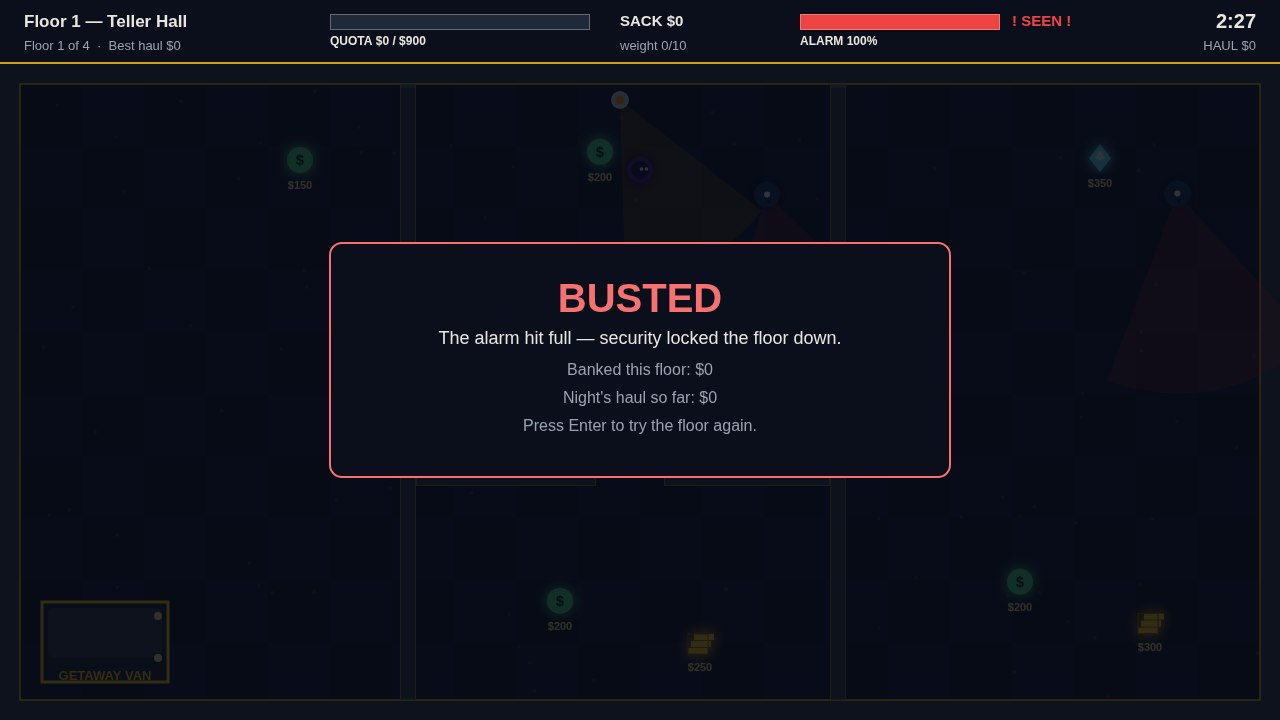 Floor 1 — Teller Hall
Floor 1 of 4 · Best haul $0
QUOTA $0 / $900
SACK $0
weight 0/10
ALARM 100%
! SEEN !
2:27
HAUL $0
$150
$200
$350
BUSTED
The alarm hit full — security locked the floor down.
Banked this floor: $0
Night's haul so far: $0
Press Enter to try the floor again.
$200
$250
$200
$300
GETAWAY VAN